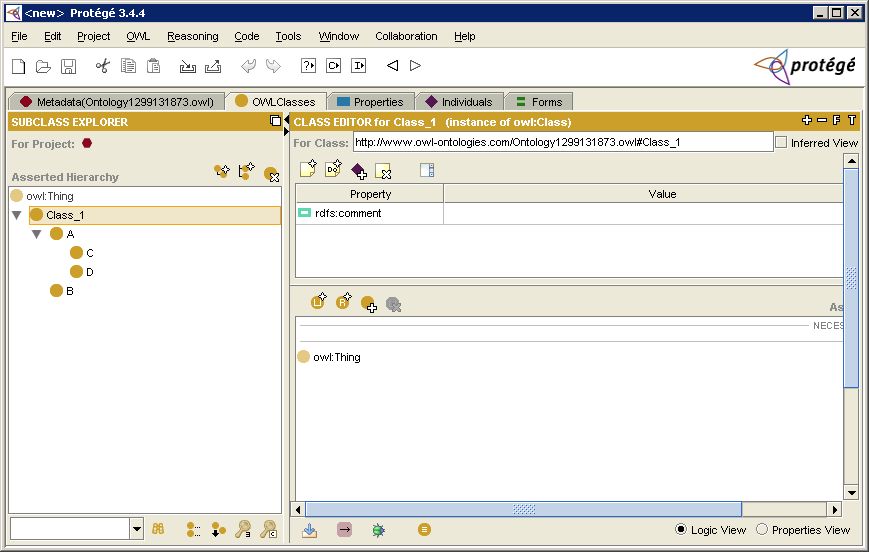 <new> Protégé 3.4.4
File Edit Project OWL Reasoning Code Tools Window Collaboration Help
protégé
Metadata(Ontology1299131873.owl) OWLClasses Properties Individuals Forms
SUBCLASS EXPLORER
CLASS EDITOR for Class_1 (instance of owl:Class) F T
For Project:
For Class: http://www.owl-ontologies.com/Ontology1299131873.owl#Class_1 Inferred View
Asserted Hierarchy
owl:Thing
Class_1
A
C
D
B
Property Value
rdfs:comment
As
NECES
owl:Thing
Logic View Properties View